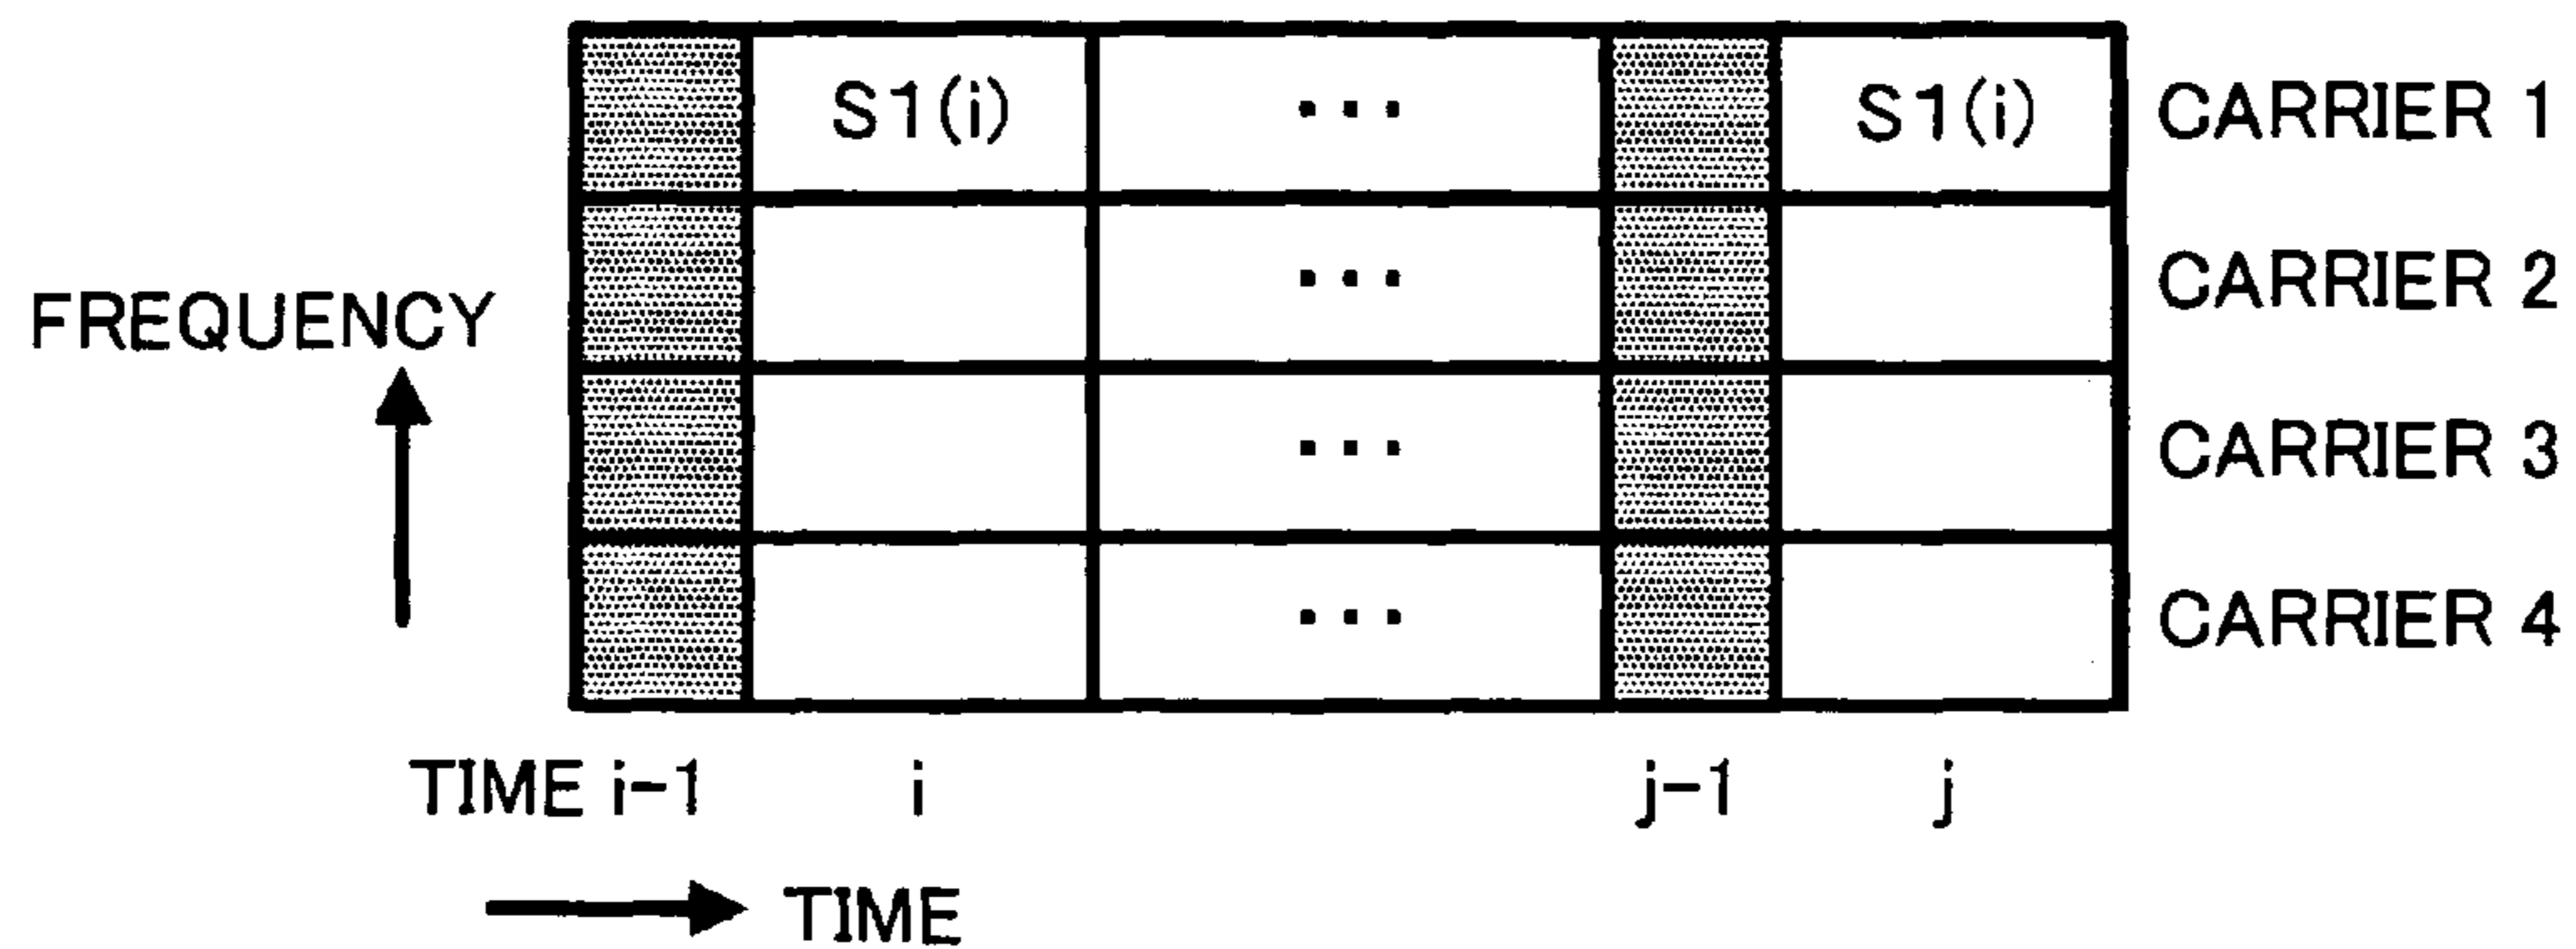 S1(i) ··· S1(i) CARRIER 1
··· CARRIER 2
FREQUENCY
··· CARRIER 3
··· CARRIER 4
TIME i-1 i j-1 j
TIME